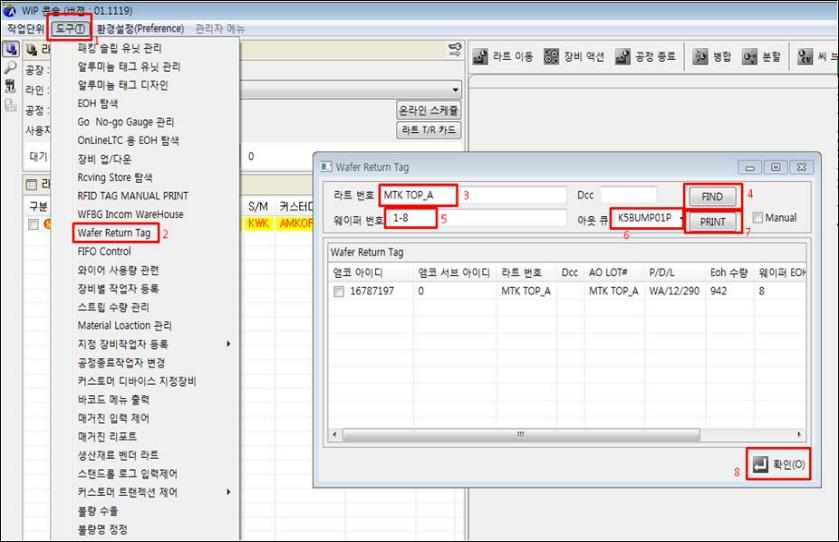 WiP 콘솔 (버젼 : 01.1119)
작업단위 도구(T) 환경설정(Preference) 관리자 메뉴
1
패킹 슬립 유닛 관리
알루미늄 태그 유닛 관리
알루미늄 태그 디자인
EOH 탐색
Go No-go Gauge 관리
OnLineLTC 용 EOH 탐색
장비 업/다운
Rcving Store 탐색
RFID TAG MANUAL PRINT
WFBG Incom WareHouse
Wafer Return Tag 2
FIFO Control
와이어 사용량 관련
장비별 작업자 등록
스트립 수량 관리
Material Loaction 관리
지정 장비작업자 등록
공정종료작업자 변경
커스토머 디바이스 지정장비
바코드 메뉴 출력
매거진 입력 제어
매거진 리포트
생산재료 벤더 라트
스탠드롤 로그 입력제어
커스토머 트랜젝션 제어
불량 수율
불량명 정정
라
공장 :
라인 :
공정 :
사용자
대기
0
온라인 스케쥴
라트 T/R 카드
라
구분
S/M 커스터
KWK AMKOF
라트 이동 장비 액션 공정 종료 병합 분할 씨 브
Wafer Return Tag
라트 번호 MTK TOP_A 3 Dcc FIND 4
웨이퍼 번호 1-8 5 아웃 큐 K5BUMP01P 6 PRINT 7 Manual
Wafer Return Tag
앰코 아이디 앰코 서브 아이디 라트 번호 Dcc AO LOT# P/D/L Eoh 수량 웨이퍼 EOH
16787197 0 MTK TOP_A MTK TOP_A WA/12/290 942 8
8 확인(O)